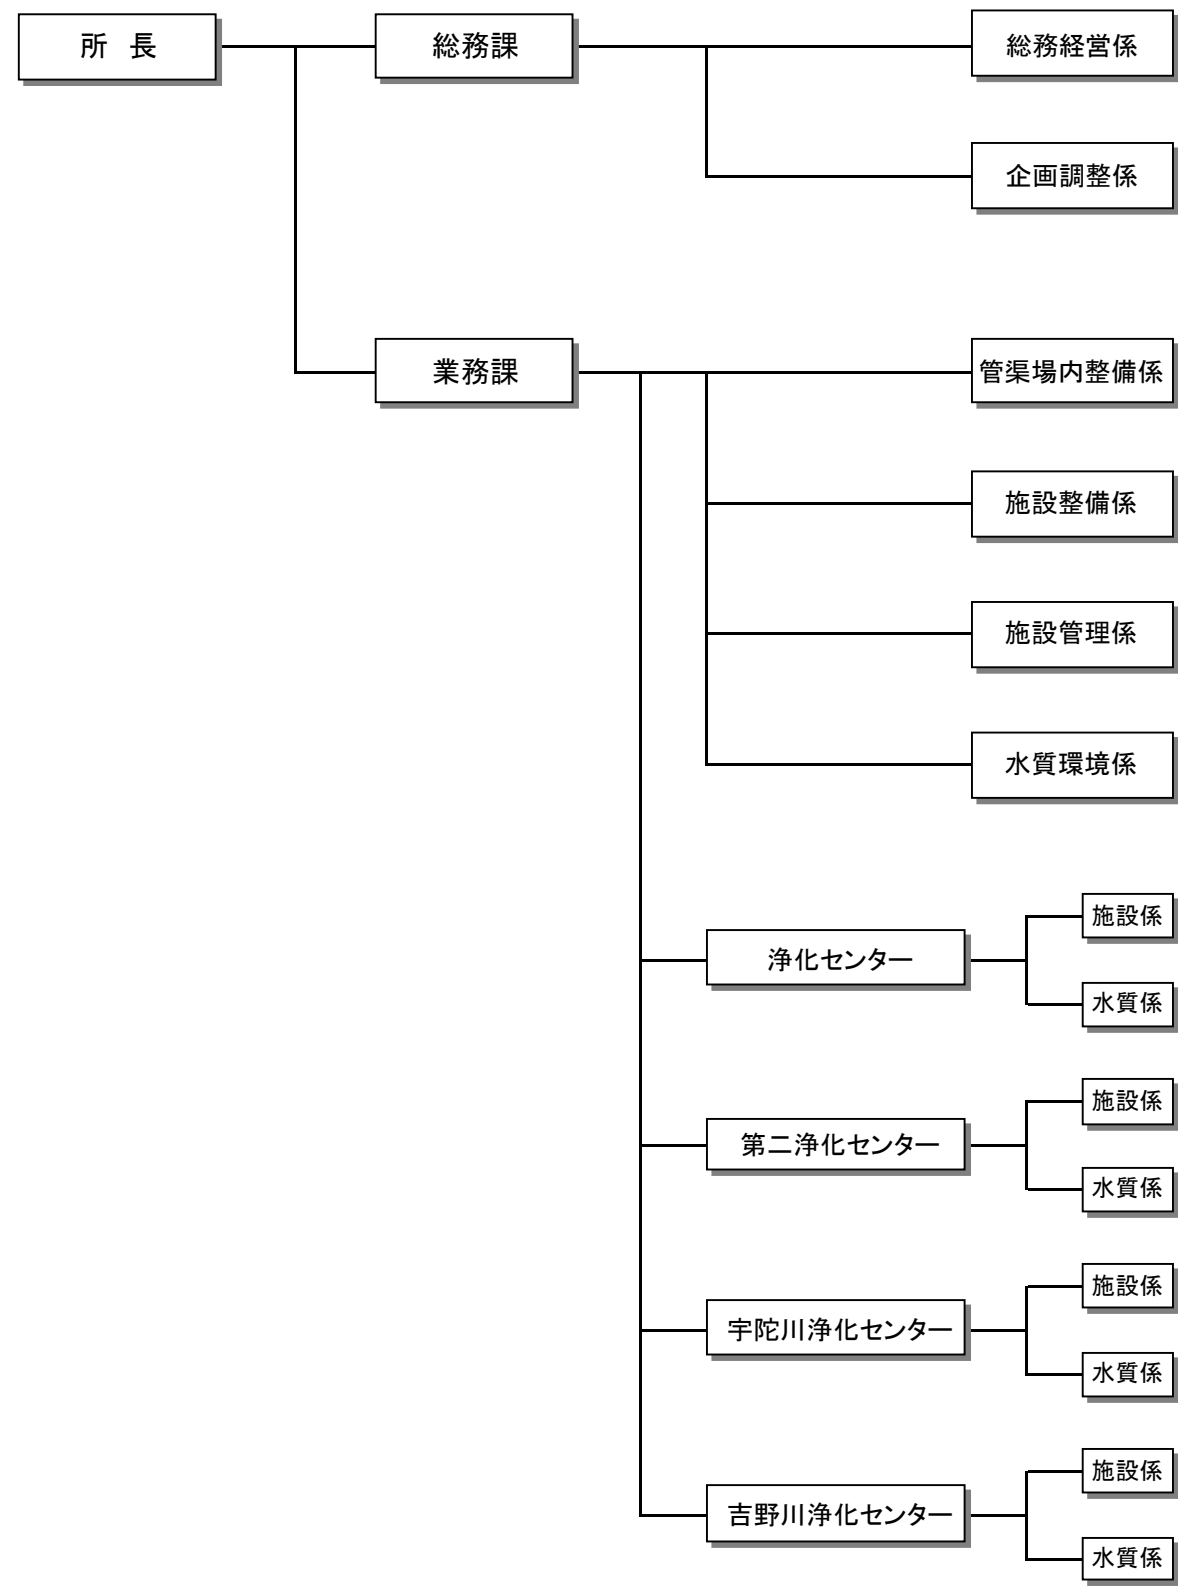 所　長
総務課
総務経営係
企画調整係
業務課
管渠場内整備係
施設整備係
施設管理係
水質環境係
浄化センター
施設係
水質係
第二浄化センター
施設係
水質係
宇陀川浄化センター
施設係
水質係
吉野川浄化センター
施設係
水質係